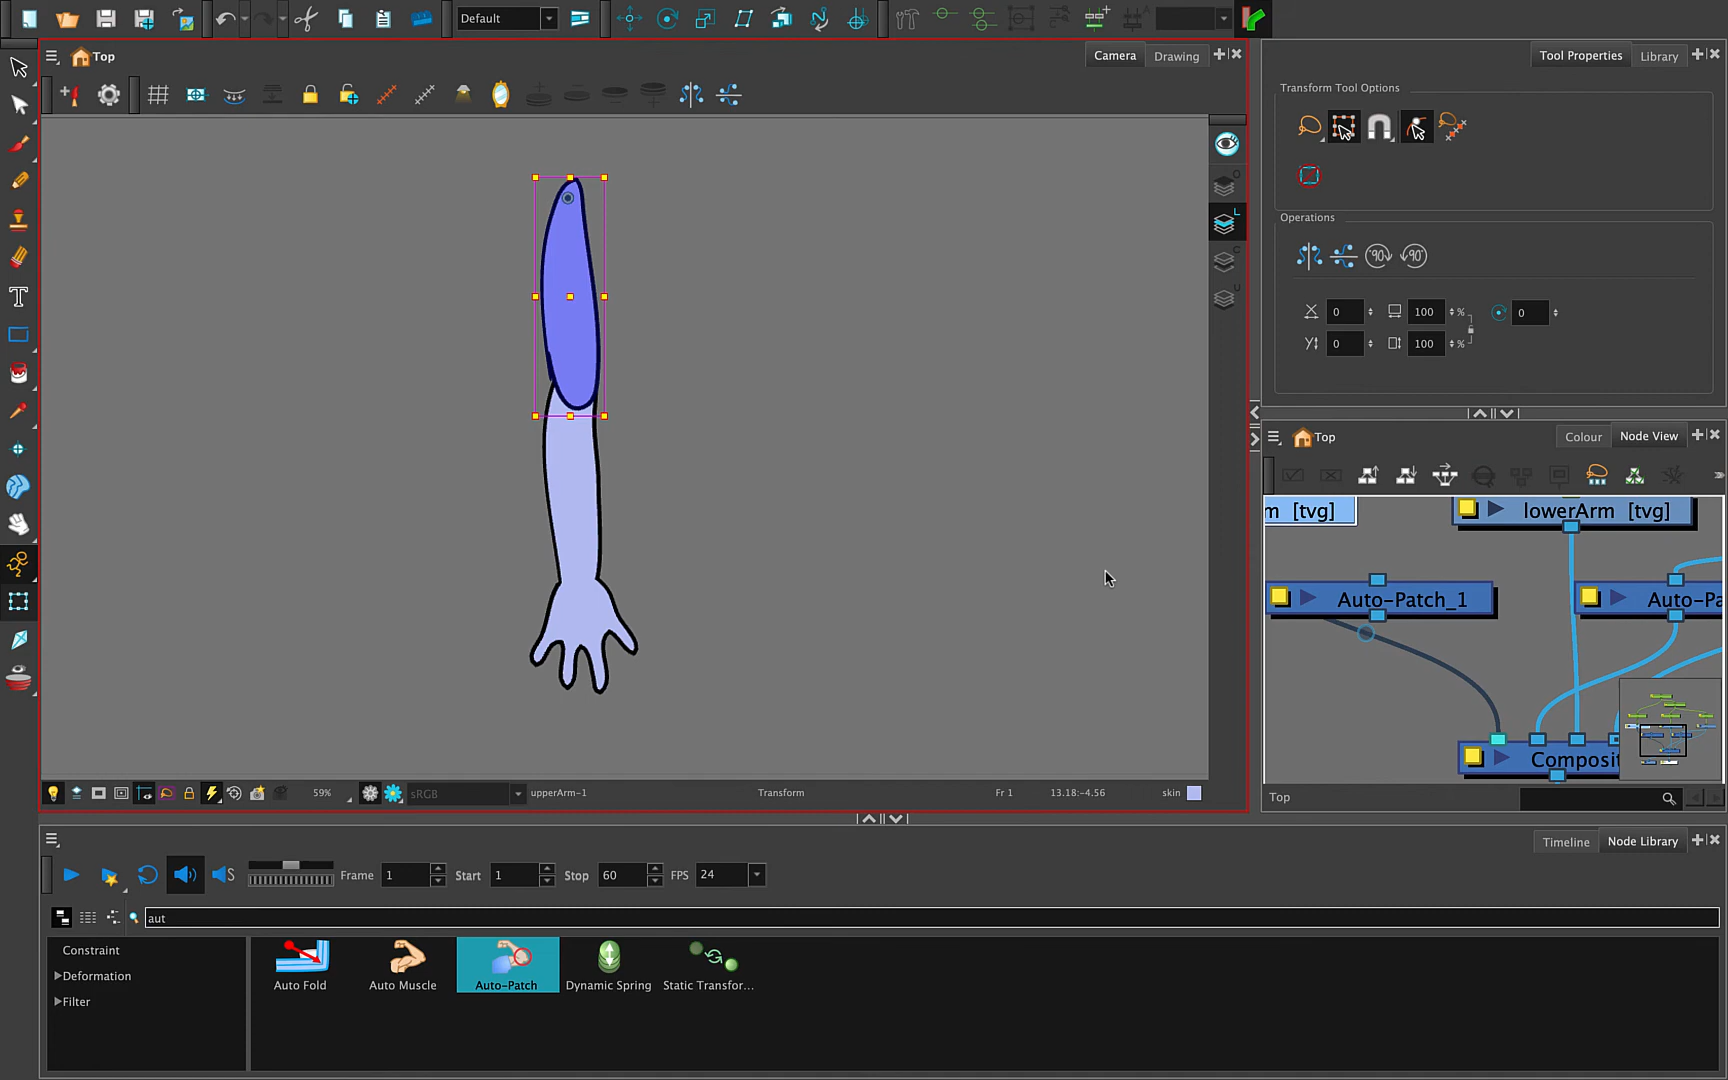 Default
Top
Camera
Drawing
Tool Properties
Library
Transform Tool Options
Operations
X 0 100 % 0
Y 0 100 %
Top
Colour
Node View
m [tvg]
lowerArm [tvg]
Auto-Patch_1
Auto-Pa
Composit
Top
59%
sRGB
upperArm-1
Transform
Fr 1
13.18:-4.56
skin
Timeline
Node Library
Frame 1 Start 1 Stop 60 FPS 24
aut
Constraint
Deformation
Filter
Auto Fold
Auto Muscle
Auto-Patch
Dynamic Spring
Static Transfor...